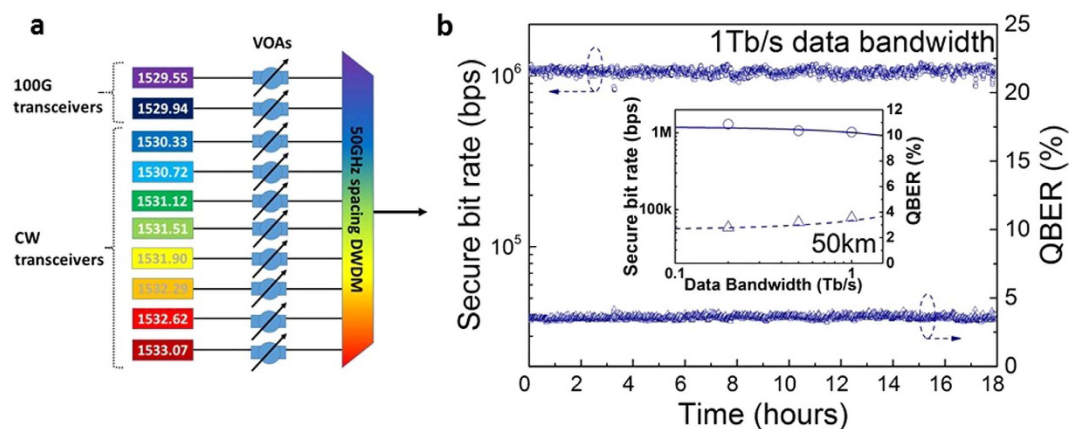 a
VOAs
100G
transceivers
1529.55
1529.94
1530.33
1530.72
1531.12
1531.51
1531.90
1532.29
1532.62
1533.07
CW
transceivers
50GHz spacing DWDM
b
1Tb/s data bandwidth
10⁶
10⁵
Secure bit rate (bps)
25
20
15
10
5
0
QBER (%)
0 2 4 6 8 10 12 14 16 18
Time (hours)
1M
100k
Secure bit rate (bps)
12
10
8
6
4
2
0
QBER (%)
50km
0.1 1
Data Bandwidth (Tb/s)